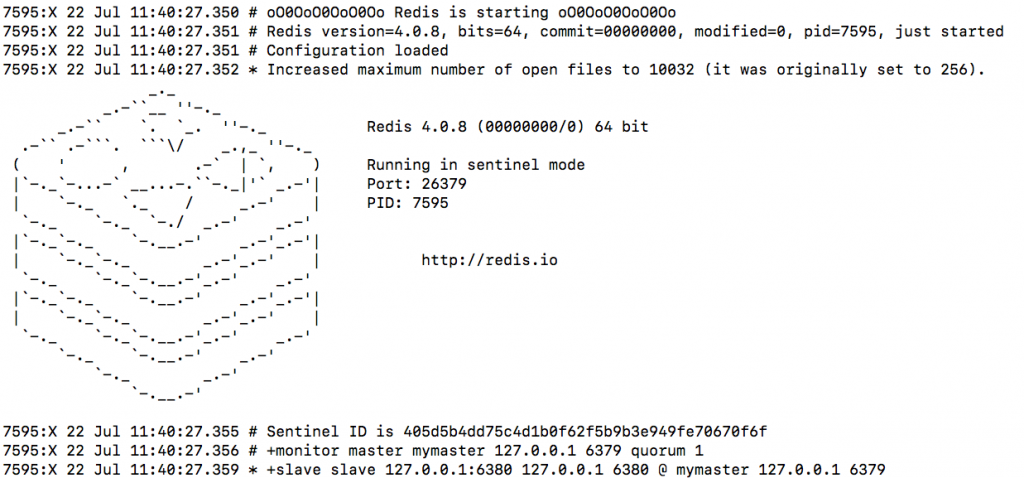 7595:X 22 Jul 11:40:27.350 # oO0OoO0OoO0Oo Redis is starting oO0OoO0OoO0Oo
7595:X 22 Jul 11:40:27.351 # Redis version=4.0.8, bits=64, commit=00000000, modified=0, pid=7595, just started
7595:X 22 Jul 11:40:27.351 # Configuration loaded
7595:X 22 Jul 11:40:27.352 * Increased maximum number of open files to 10032 (it was originally set to 256).
Redis 4.0.8 (00000000/0) 64 bit
Running in sentinel mode
Port: 26379
PID: 7595
http://redis.io
7595:X 22 Jul 11:40:27.355 # Sentinel ID is 405d5b4dd75c4d1b0f62f5b9b3e949fe70670f6f
7595:X 22 Jul 11:40:27.356 # +monitor master mymaster 127.0.0.1 6379 quorum 1
7595:X 22 Jul 11:40:27.359 * +slave slave 127.0.0.1:6380 127.0.0.1 6380 @ mymaster 127.0.0.1 6379